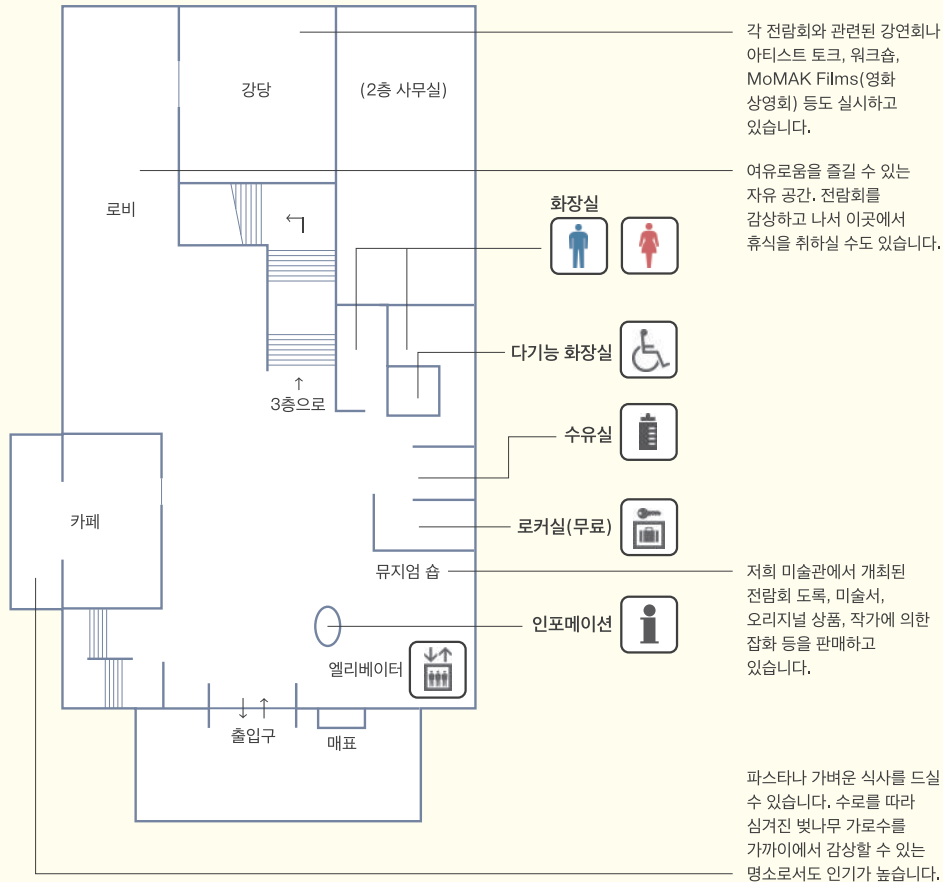 강당
(2층 사무실)
로비
3층으로
카페
뮤지엄 숍
엘리베이터
출입구
매표
화장실
다기능 화장실
수유실
로커실(무료)
인포메이션
각 전람회와 관련된 강연회나
아티스트 토크, 워크숍,
MoMAK Films(영화
상영회) 등도 실시하고
있습니다.
여유로움을 즐길 수 있는
자유 공간. 전람회를
감상하고 나서 이곳에서
휴식을 취하실 수도 있습니다.
저희 미술관에서 개최된
전람회 도록, 미술서,
오리지널 상품, 작가에 의한
잡화 등을 판매하고
있습니다.
파스타나 가벼운 식사를 드실
수 있습니다. 수로를 따라
심겨진 벚나무 가로수를
가까이에서 감상할 수 있는
명소로서도 인기가 높습니다.